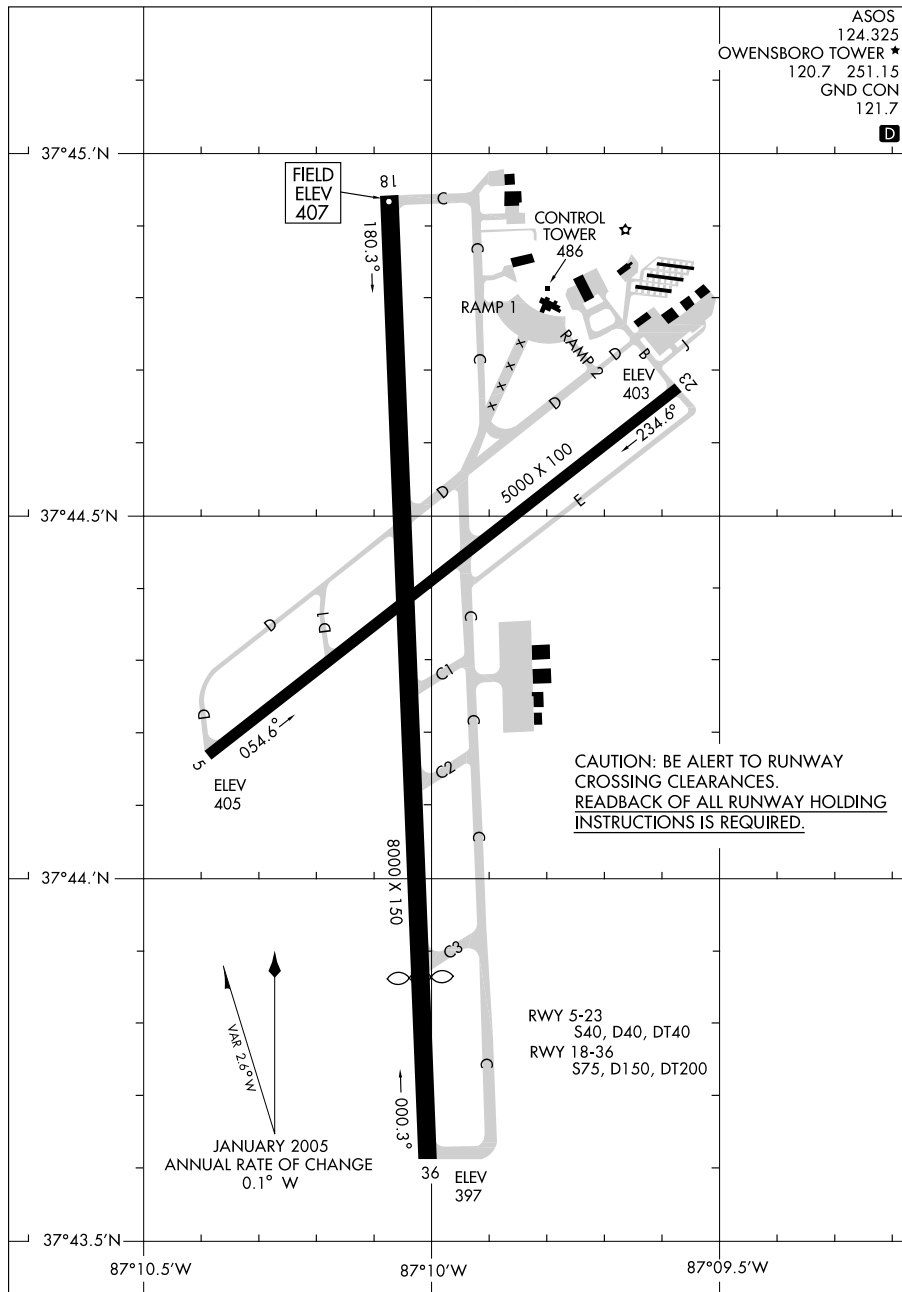 ASOS
124.325
OWENSBORO TOWER
120.7 251.15
GND CON
121.7
D
37°45.'N
FIELD
ELEV
407
18
C
CONTROL
TOWER
486
180.3°
C
RAMP 1
C
RAMP 2
D
B
J
ELEV
403
23
D
234.6°
5000 X 100
D
E
37°44.5'N
C
D
D1
C1
D
C
054.6°
5
C2
ELEV
405
CAUTION: BE ALERT TO RUNWAY
CROSSING CLEARANCES.
READBACK OF ALL RUNWAY HOLDING
INSTRUCTIONS IS REQUIRED.
C
8000 X 150
37°44.'N
C3
VAR 2.6° W
RWY 5-23
S40, D40, DT40
RWY 18-36
S75, D150, DT200
C
000.3°
JANUARY 2005
ANNUAL RATE OF CHANGE
0.1° W
36
ELEV
397
37°43.5'N
87°10.5'W
87°10'W
87°09.5'W